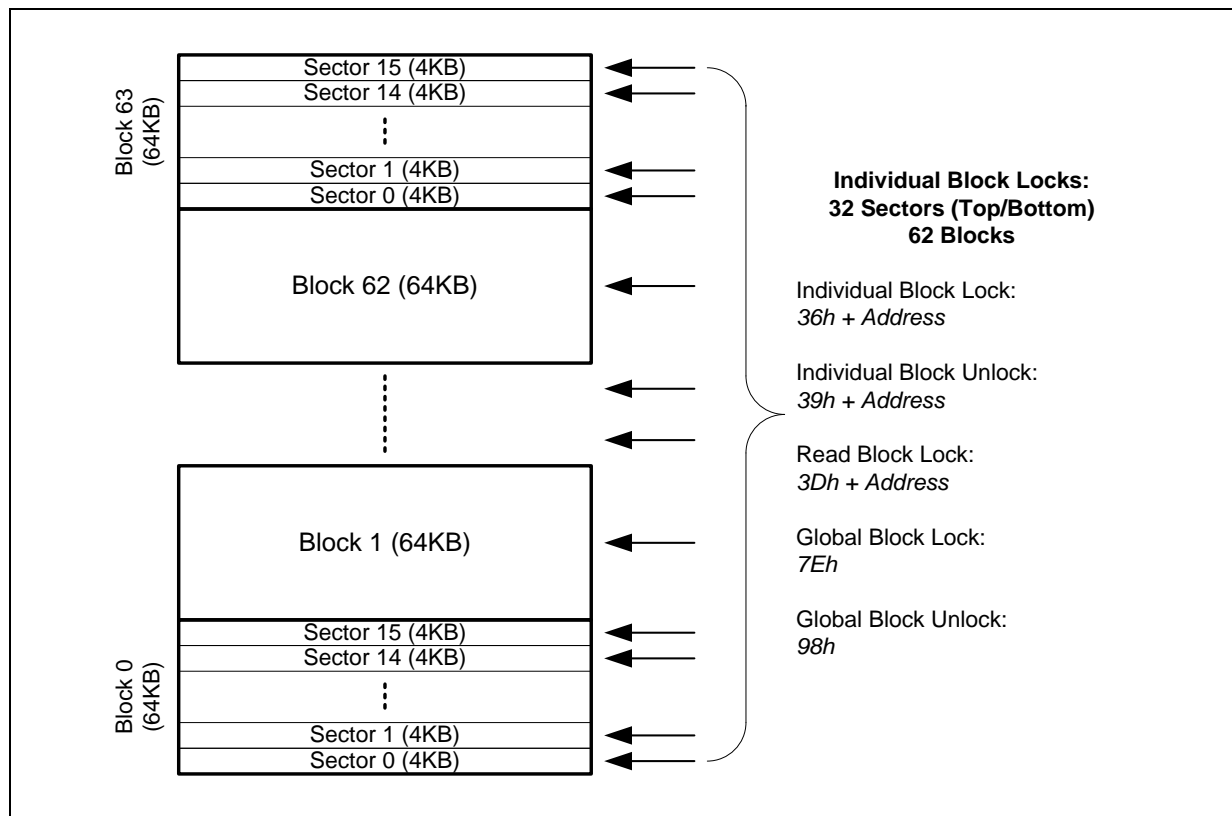 Block 63
(64KB)
Sector 15 (4KB)
Sector 14 (4KB)
Sector 1 (4KB)
Sector 0 (4KB)
Block 62 (64KB)
Block 1 (64KB)
Block 0
(64KB)
Sector 15 (4KB)
Sector 14 (4KB)
Sector 1 (4KB)
Sector 0 (4KB)
Individual Block Locks:
32 Sectors (Top/Bottom)
62 Blocks
Individual Block Lock:
36h + Address
Individual Block Unlock:
39h + Address
Read Block Lock:
3Dh + Address
Global Block Lock:
7Eh
Global Block Unlock:
98h